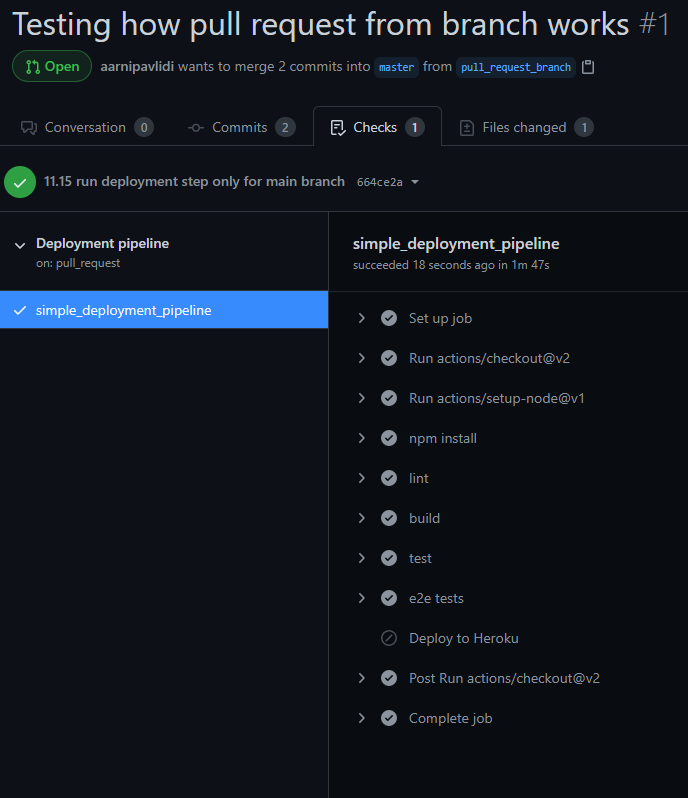 Testing how pull request from branch works #1
Open aarnipavlidi wants to merge 2 commits into master from pull_request_branch
Conversation 0 Commits 2 Checks 1 Files changed 1
11.15 run deployment step only for main branch 664ce2a
Deployment pipeline
on: pull_request
simple_deployment_pipeline
simple_deployment_pipeline
succeeded 18 seconds ago in 1m 47s
Set up job
Run actions/checkout@v2
Run actions/setup-node@v1
npm install
lint
build
test
e2e tests
Deploy to Heroku
Post Run actions/checkout@v2
Complete job